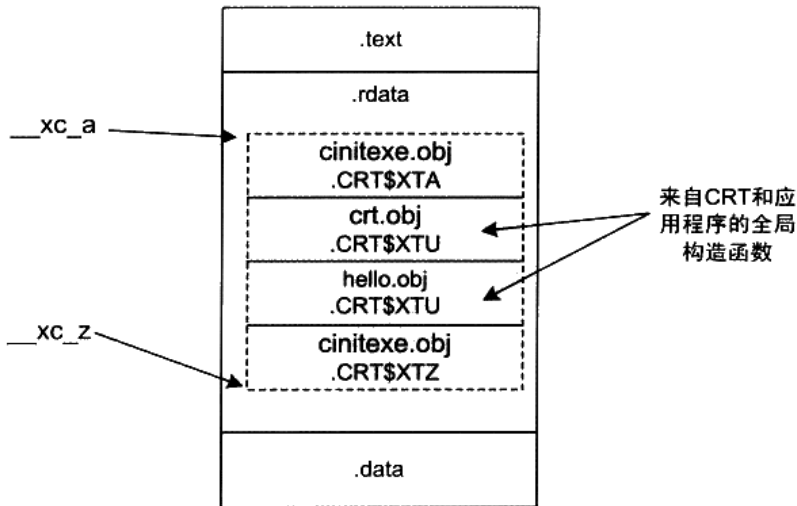 .text
.rdata
__xc_a
cinitexe.obj
.CRT$XTA
crt.obj
.CRT$XTU
来自CRT和应
用程序的全局
构造函数
hello.obj
.CRT$XTU
__xc_z
cinitexe.obj
.CRT$XTZ
.data